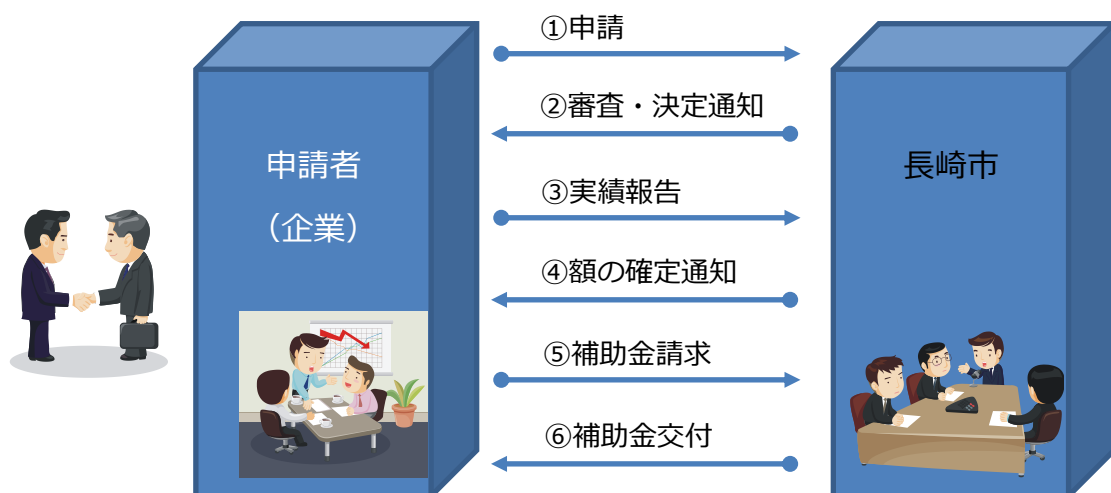 ①申請
②審査・決定通知
申請者
（企業）
長崎市
③実績報告
④額の確定通知
⑤補助金請求
⑥補助金交付